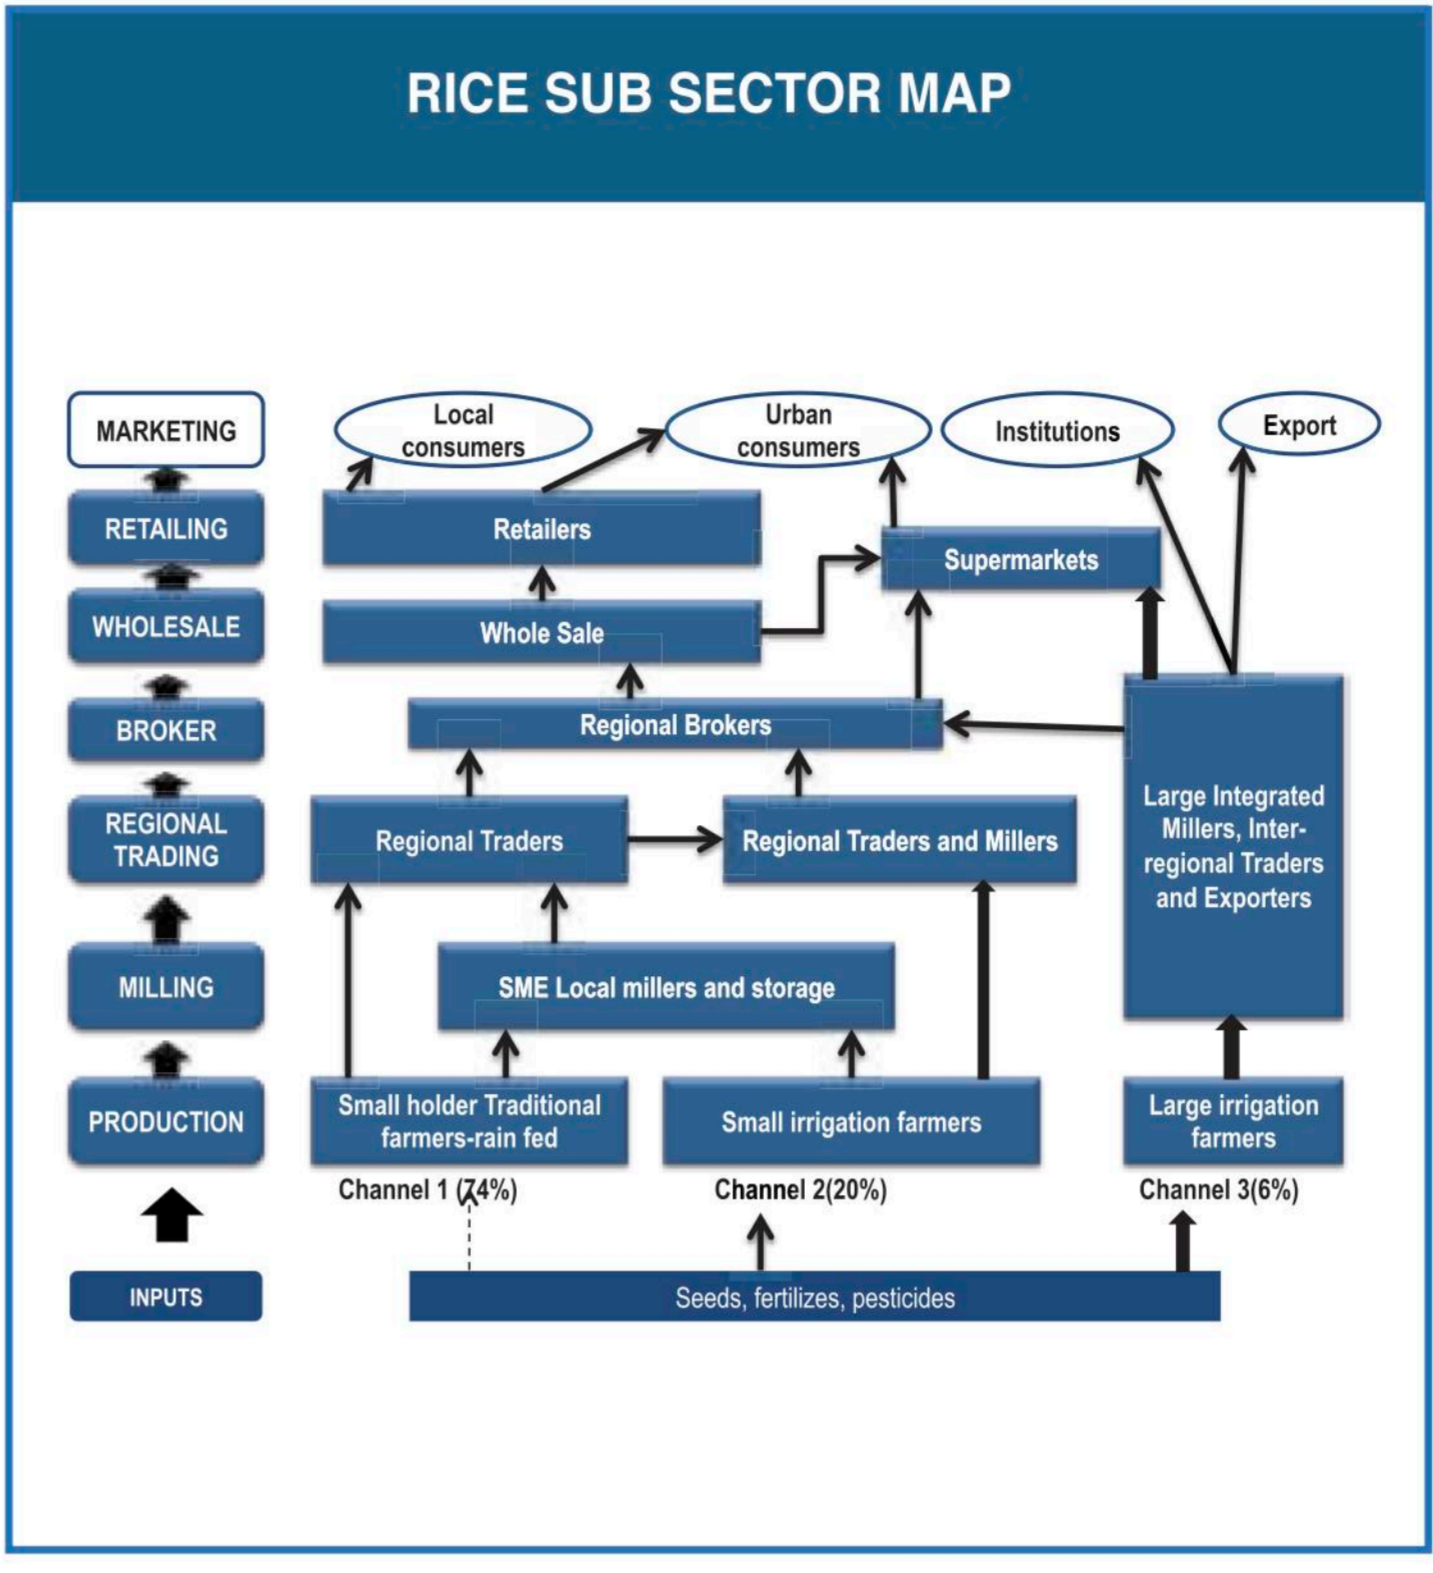 RICE SUB SECTOR MAP
MARKETING
RETAILING
WHOLESALE
BROKER
REGIONAL
TRADING
MILLING
PRODUCTION
INPUTS
Local
consumers
Urban
consumers
Institutions
Export
Retailers
Supermarkets
Whole Sale
Regional Brokers
Regional Traders
Regional Traders and Millers
Large Integrated
Millers, Inter-
regional Traders
and Exporters
SME Local millers and storage
Small holder Traditional
farmers-rain fed
Small irrigation farmers
Large irrigation
farmers
Channel 1 (74%)
Channel 2(20%)
Channel 3(6%)
Seeds, fertilizes, pesticides